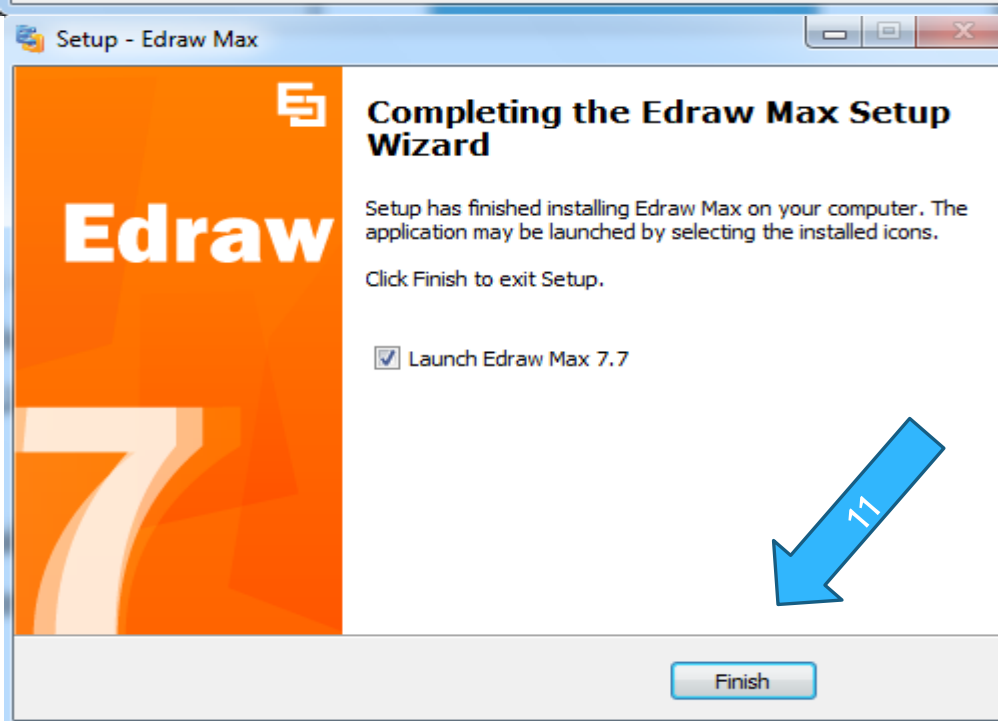 Setup - Edraw Max
Edraw
7
Completing the Edraw Max Setup
Wizard
Setup has finished installing Edraw Max on your computer. The
application may be launched by selecting the installed icons.
Click Finish to exit Setup.
Launch Edraw Max 7.7
11
Finish